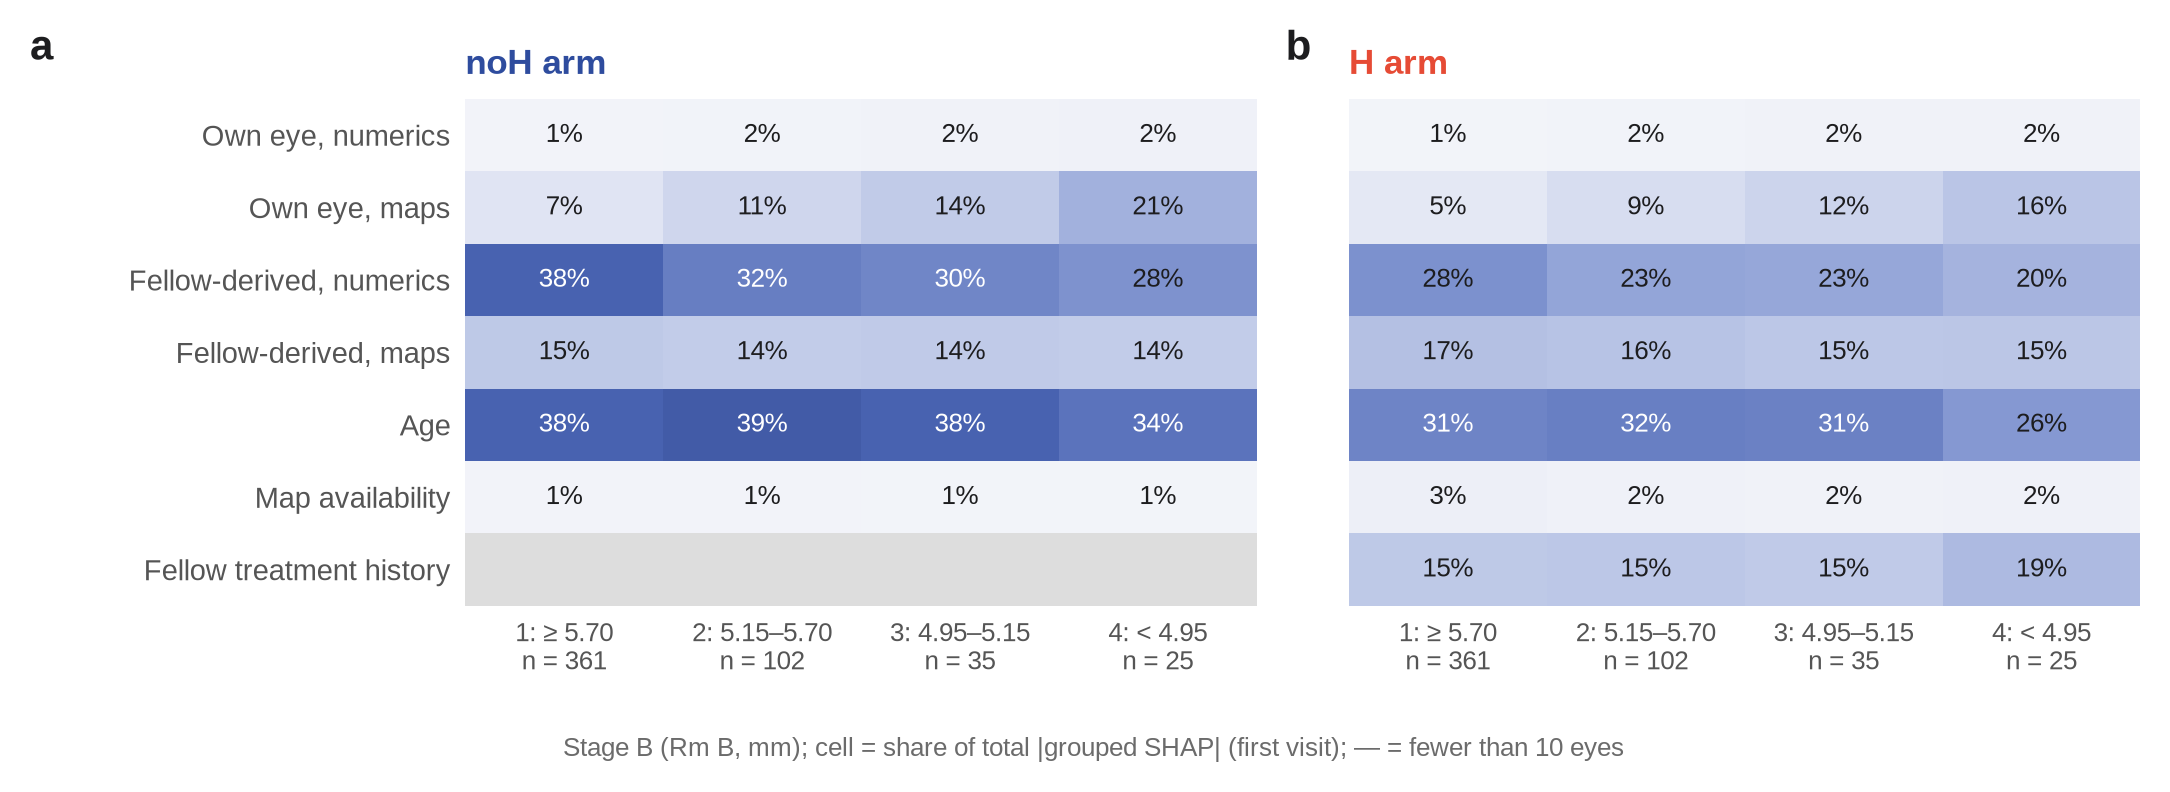 a
noH arm
b
H arm
Own eye, numerics 1% 2% 2% 2% 1% 2% 2% 2%
Own eye, maps 7% 11% 14% 21% 5% 9% 12% 16%
Fellow-derived, numerics 38% 32% 30% 28% 28% 23% 23% 20%
Fellow-derived, maps 15% 14% 14% 14% 17% 16% 15% 15%
Age 38% 39% 38% 34% 31% 32% 31% 26%
Map availability 1% 1% 1% 1% 3% 2% 2% 2%
Fellow treatment history 15% 15% 15% 19%
1: ≥ 5.70 2: 5.15–5.70 3: 4.95–5.15 4: < 4.95 1: ≥ 5.70 2: 5.15–5.70 3: 4.95–5.15 4: < 4.95
n = 361 n = 102 n = 35 n = 25 n = 361 n = 102 n = 35 n = 25
Stage B (Rm B, mm); cell = share of total |grouped SHAP| (first visit); — = fewer than 10 eyes